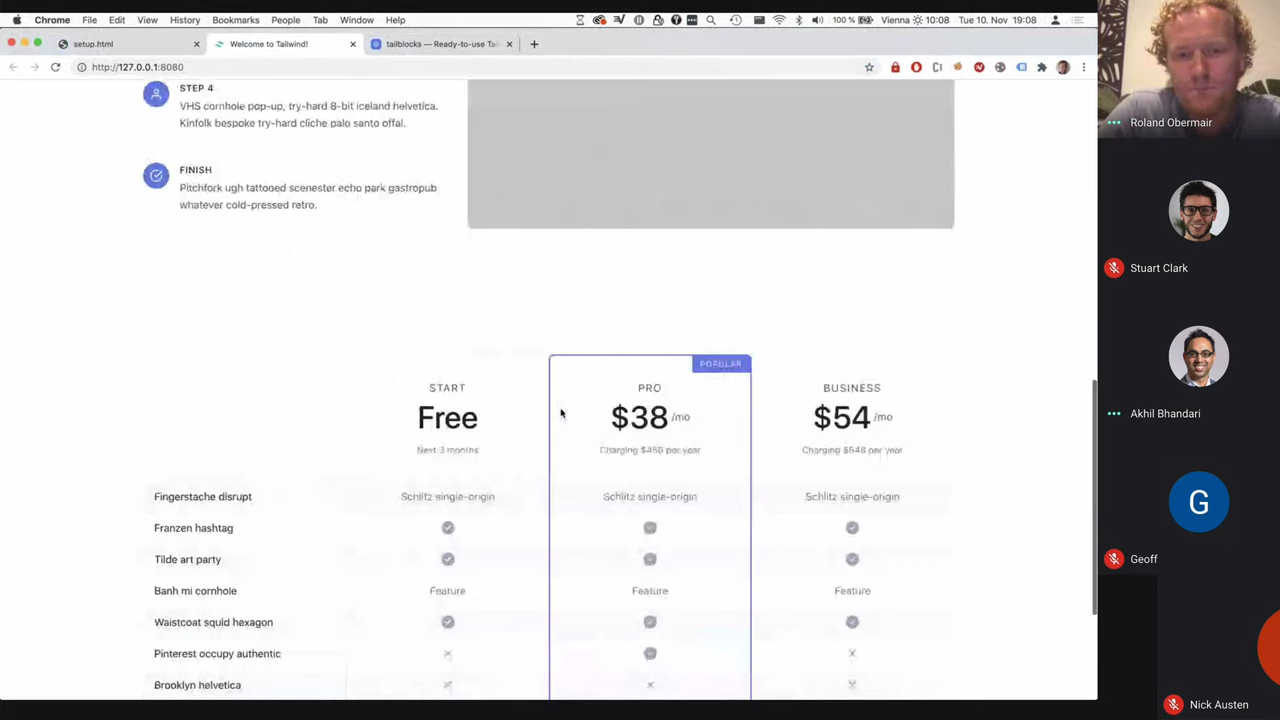 Chrome File Edit View History Bookmarks People Tab Window Help 100 % Vienna 10:08 Tue 10. Nov 19:08
setup.html
Welcome to Tailwind!
tailblocks — Ready-to-use Tail
http://127.0.0.1:8080
STEP 4
VHS cornhole pop-up, try-hard 8-bit iceland helvetica.
Kinfolk bespoke try-hard cliche palo santo offal.
FINISH
Pitchfork ugh tattooed scenester echo park gastropub
whatever cold-pressed retro.
POPULAR
START PRO BUSINESS
Free $38 /mo $54 /mo
Next 3 months Charging $456 per year Charging $648 per year
Fingerstache disrupt Schlitz single-origin Schlitz single-origin Schlitz single-origin
Franzen hashtag
Tilde art party
Banh mi cornhole Feature Feature Feature
Waistcoat squid hexagon
Pinterest occupy authentic
Brooklyn helvetica
Roland Obermair
Stuart Clark
Akhil Bhandari
G
Geoff
Nick Austen